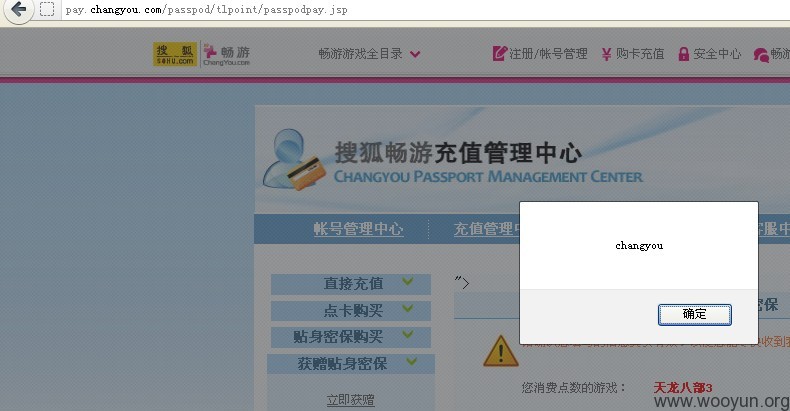 pay.changyou.com/passpod/tlpoint/passpodpay.jsp
搜狐 SOHU.com 畅游 ChangYou.com 畅游游戏全目录 注册/帐号管理 购卡充值 安全中心 畅游
搜狐畅游充值管理中心
CHANGYOU PASSPORT MANAGEMENT CENTER
帐号管理中心 充值管理中 客服中
changyou
确定
直接充值 ">
点卡购买 密保
贴身密保购买
获赠贴身密保
立即获赠
您消费点数的游戏: 天龙八部3
www.wooyun.org